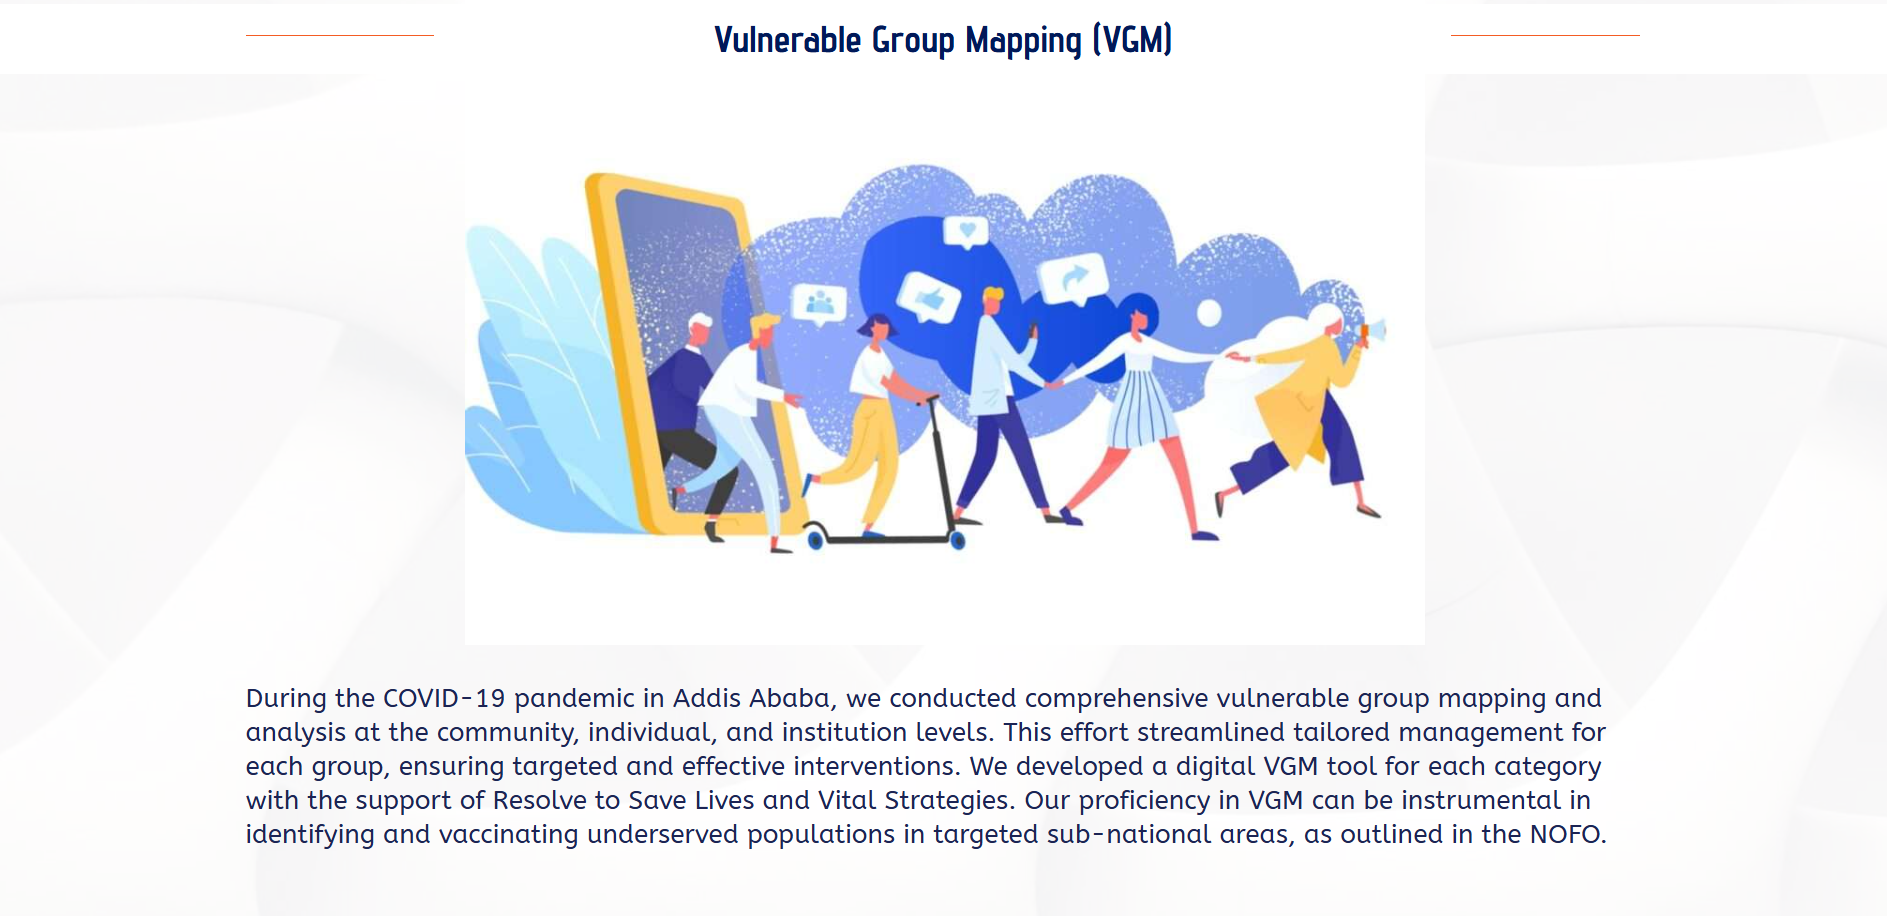 Vulnerable Group Mapping (VGM)
During the COVID-19 pandemic in Addis Ababa, we conducted comprehensive vulnerable group mapping and
analysis at the community, individual, and institution levels. This effort streamlined tailored management for
each group, ensuring targeted and effective interventions. We developed a digital VGM tool for each category
with the support of Resolve to Save Lives and Vital Strategies. Our proficiency in VGM can be instrumental in
identifying and vaccinating underserved populations in targeted sub-national areas, as outlined in the NOFO.